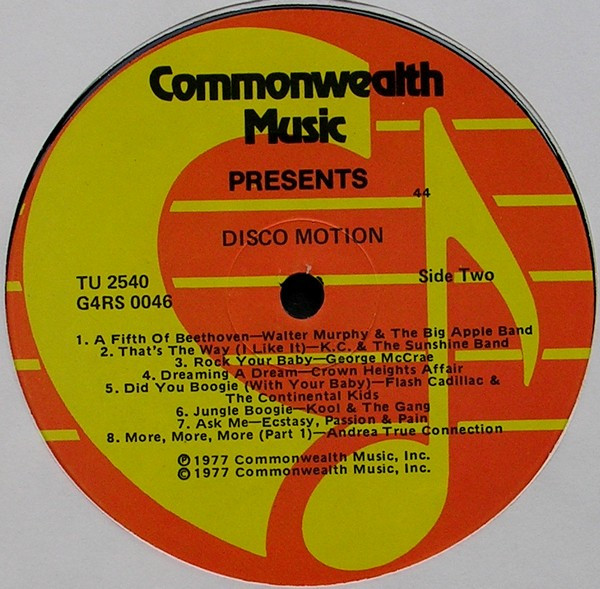 Commonwealth
Music
PRESENTS
44
DISCO MOTION
TU 2540
Side Two
G4RS 0046
1. A Fifth Of Beethoven—Walter Murphy & The Big Apple Band
2. That's The Way (I Like It)—K.C. & The Sunshine Band
3. Rock Your Baby—George McCrae
4. Dreaming A Dream—Crown Heights Affair
5. Did You Boogie (With Your Baby)—Flash Cadillac &
The Continental Kids
6. Jungle Boogie—Kool & The Gang
7. Ask Me—Ecstasy, Passion & Pain
8. More, More, More (Part 1)—Andrea True Connection
℗ 1977 Commonwealth Music, Inc.
© 1977 Commonwealth Music, Inc.